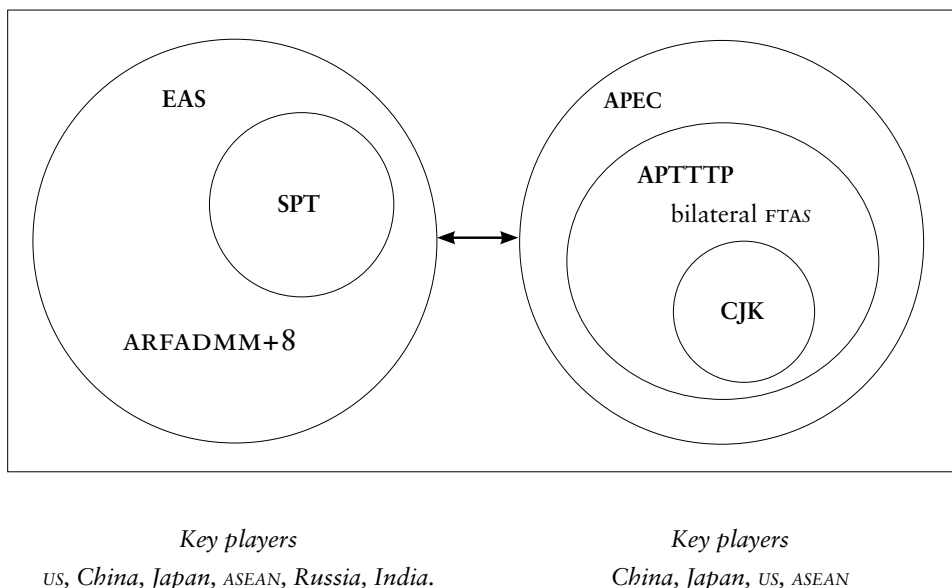 EAS
SPT
ARFADMM+8
APEC
APTTTP
bilateral FTAS
CJK
Key players
US, China, Japan, ASEAN, Russia, India.
Key players
China, Japan, US, ASEAN